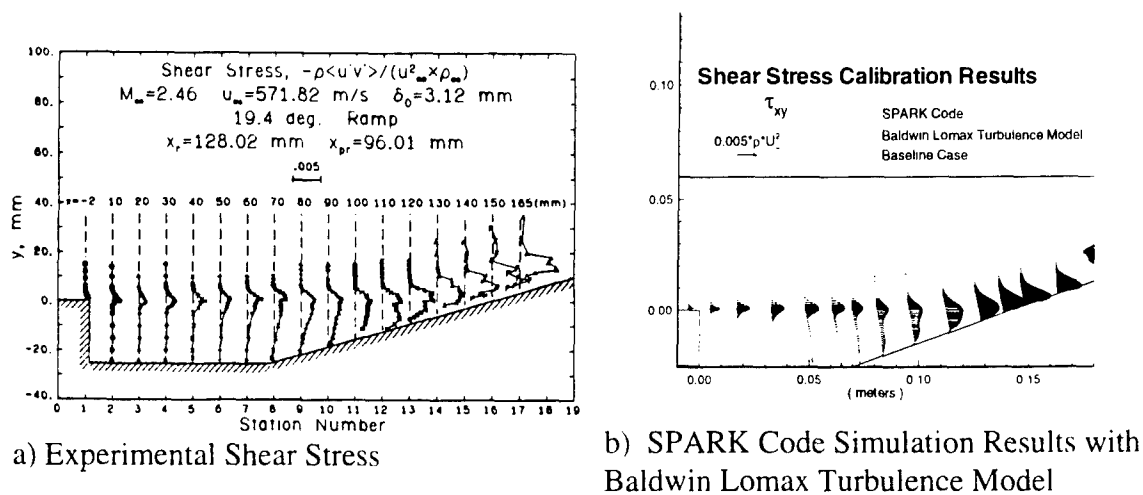 100.
80.
60.
40.
20.
0.
-20.
-40.
y, mm
Shear Stress, -ρ<u'v'>/(u²∞×ρ∞)
M∞=2.46 u∞=571.82 m/s δ₀=3.12 mm
19.4 deg. Ramp
xᵣ=128.02 mm xₚᵣ=96.01 mm
.005
=-2 10 20 30 40 50 60 70 80 90 100 110 120 130 140 150 165(mm)
0 1 2 3 4 5 6 7 8 9 10 11 12 13 14 15 16 17 18 19
Station Number
a) Experimental Shear Stress
0.10
0.05
0.00
Shear Stress Calibration Results
τxy
0.005*ρ*U²
SPARK Code
Baldwin Lomax Turbulence Model
Baseline Case
0.00 0.05 0.10 0.15
( meters )
b) SPARK Code Simulation Results with
Baldwin Lomax Turbulence Model